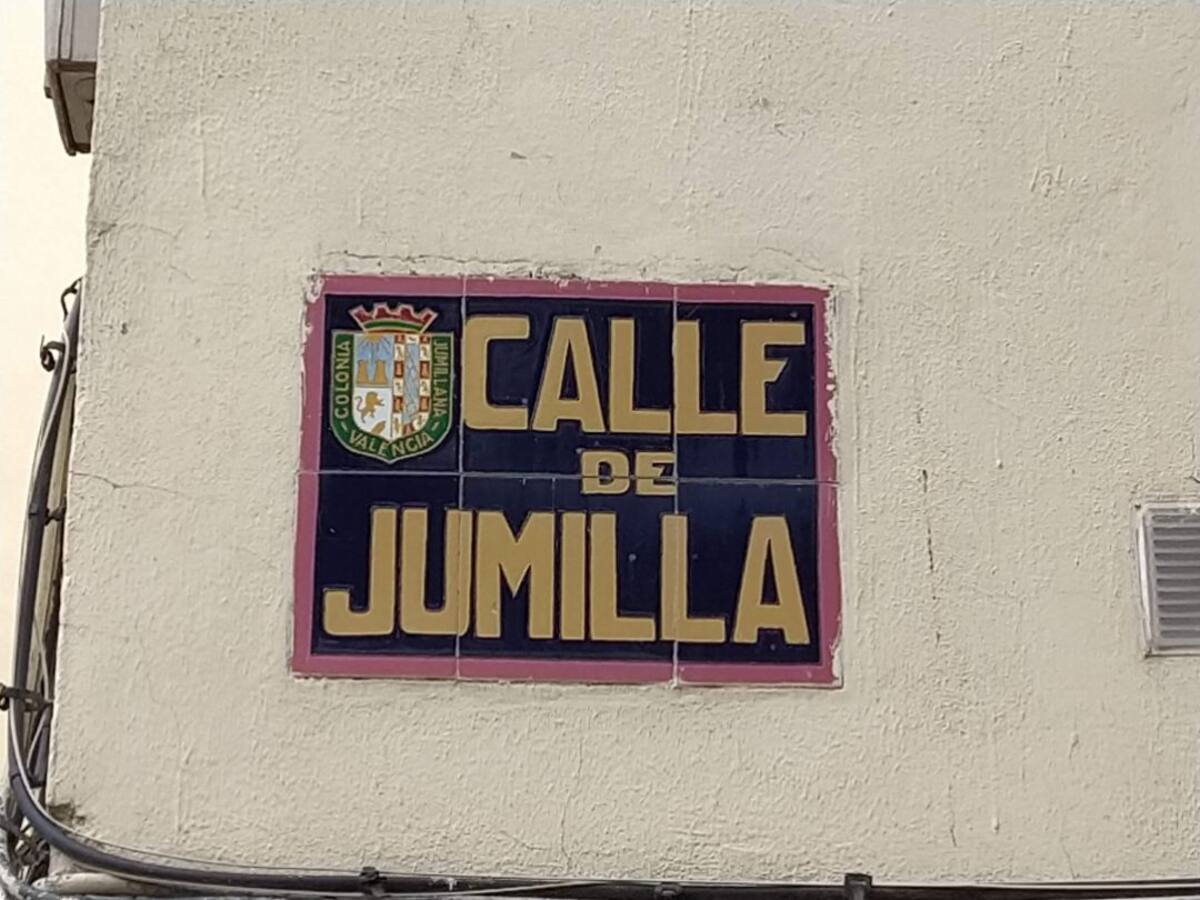 COLONIA
JUMILLANA
- VALENCIA -
CALLE
DE
JUMILLA